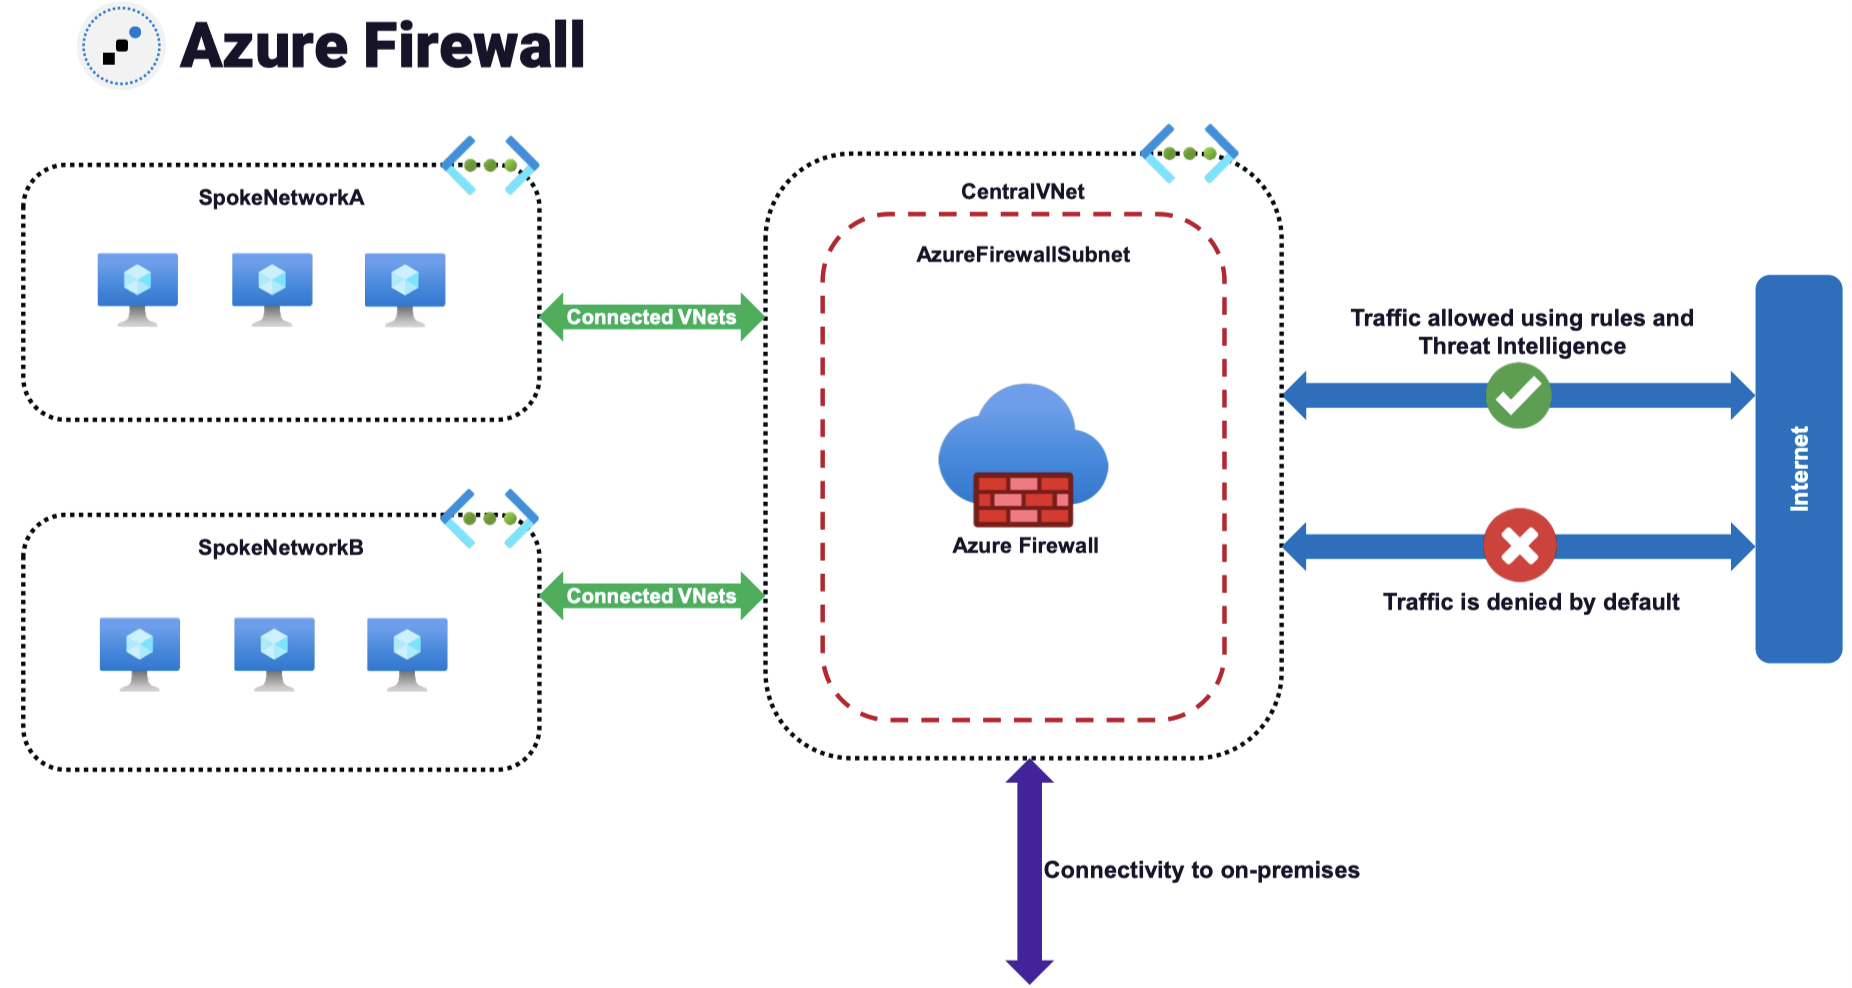 Azure Firewall
SpokeNetworkA
Connected VNets
SpokeNetworkB
Connected VNets
CentralVNet
AzureFirewallSubnet
Azure Firewall
Traffic allowed using rules and
Threat Intelligence
Traffic is denied by default
Internet
Connectivity to on-premises